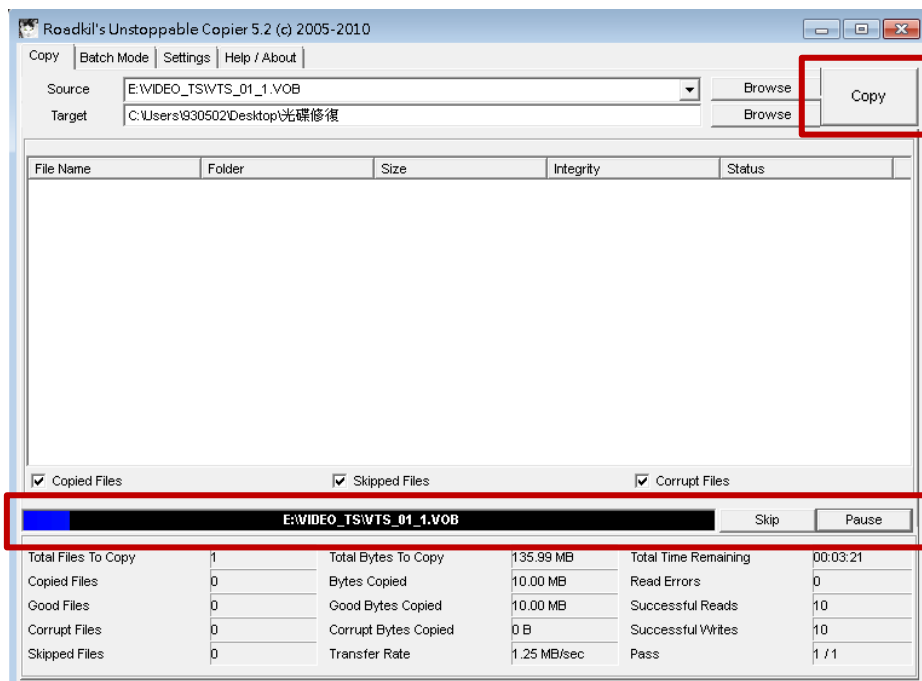 Roadkil's Unstoppable Copier 5.2 (c) 2005-2010
Copy Batch Mode Settings Help / About
Source E:\VIDEO_TS\VTS_01_1.VOB Browse Copy
Target C:\Users\930502\Desktop\光碟修復 Browse
File Name Folder Size Integrity Status
Copied Files Skipped Files Corrupt Files
E:\VIDEO_TS\VTS_01_1.VOB Skip Pause
Total Files To Copy 1 Total Bytes To Copy 135.99 MB Total Time Remaining 00:03:21
Copied Files 0 Bytes Copied 10.00 MB Read Errors 0
Good Files 0 Good Bytes Copied 10.00 MB Successful Reads 10
Corrupt Files 0 Corrupt Bytes Copied 0 B Successful Writes 10
Skipped Files 0 Transfer Rate 1.25 MB/sec Pass 1 / 1